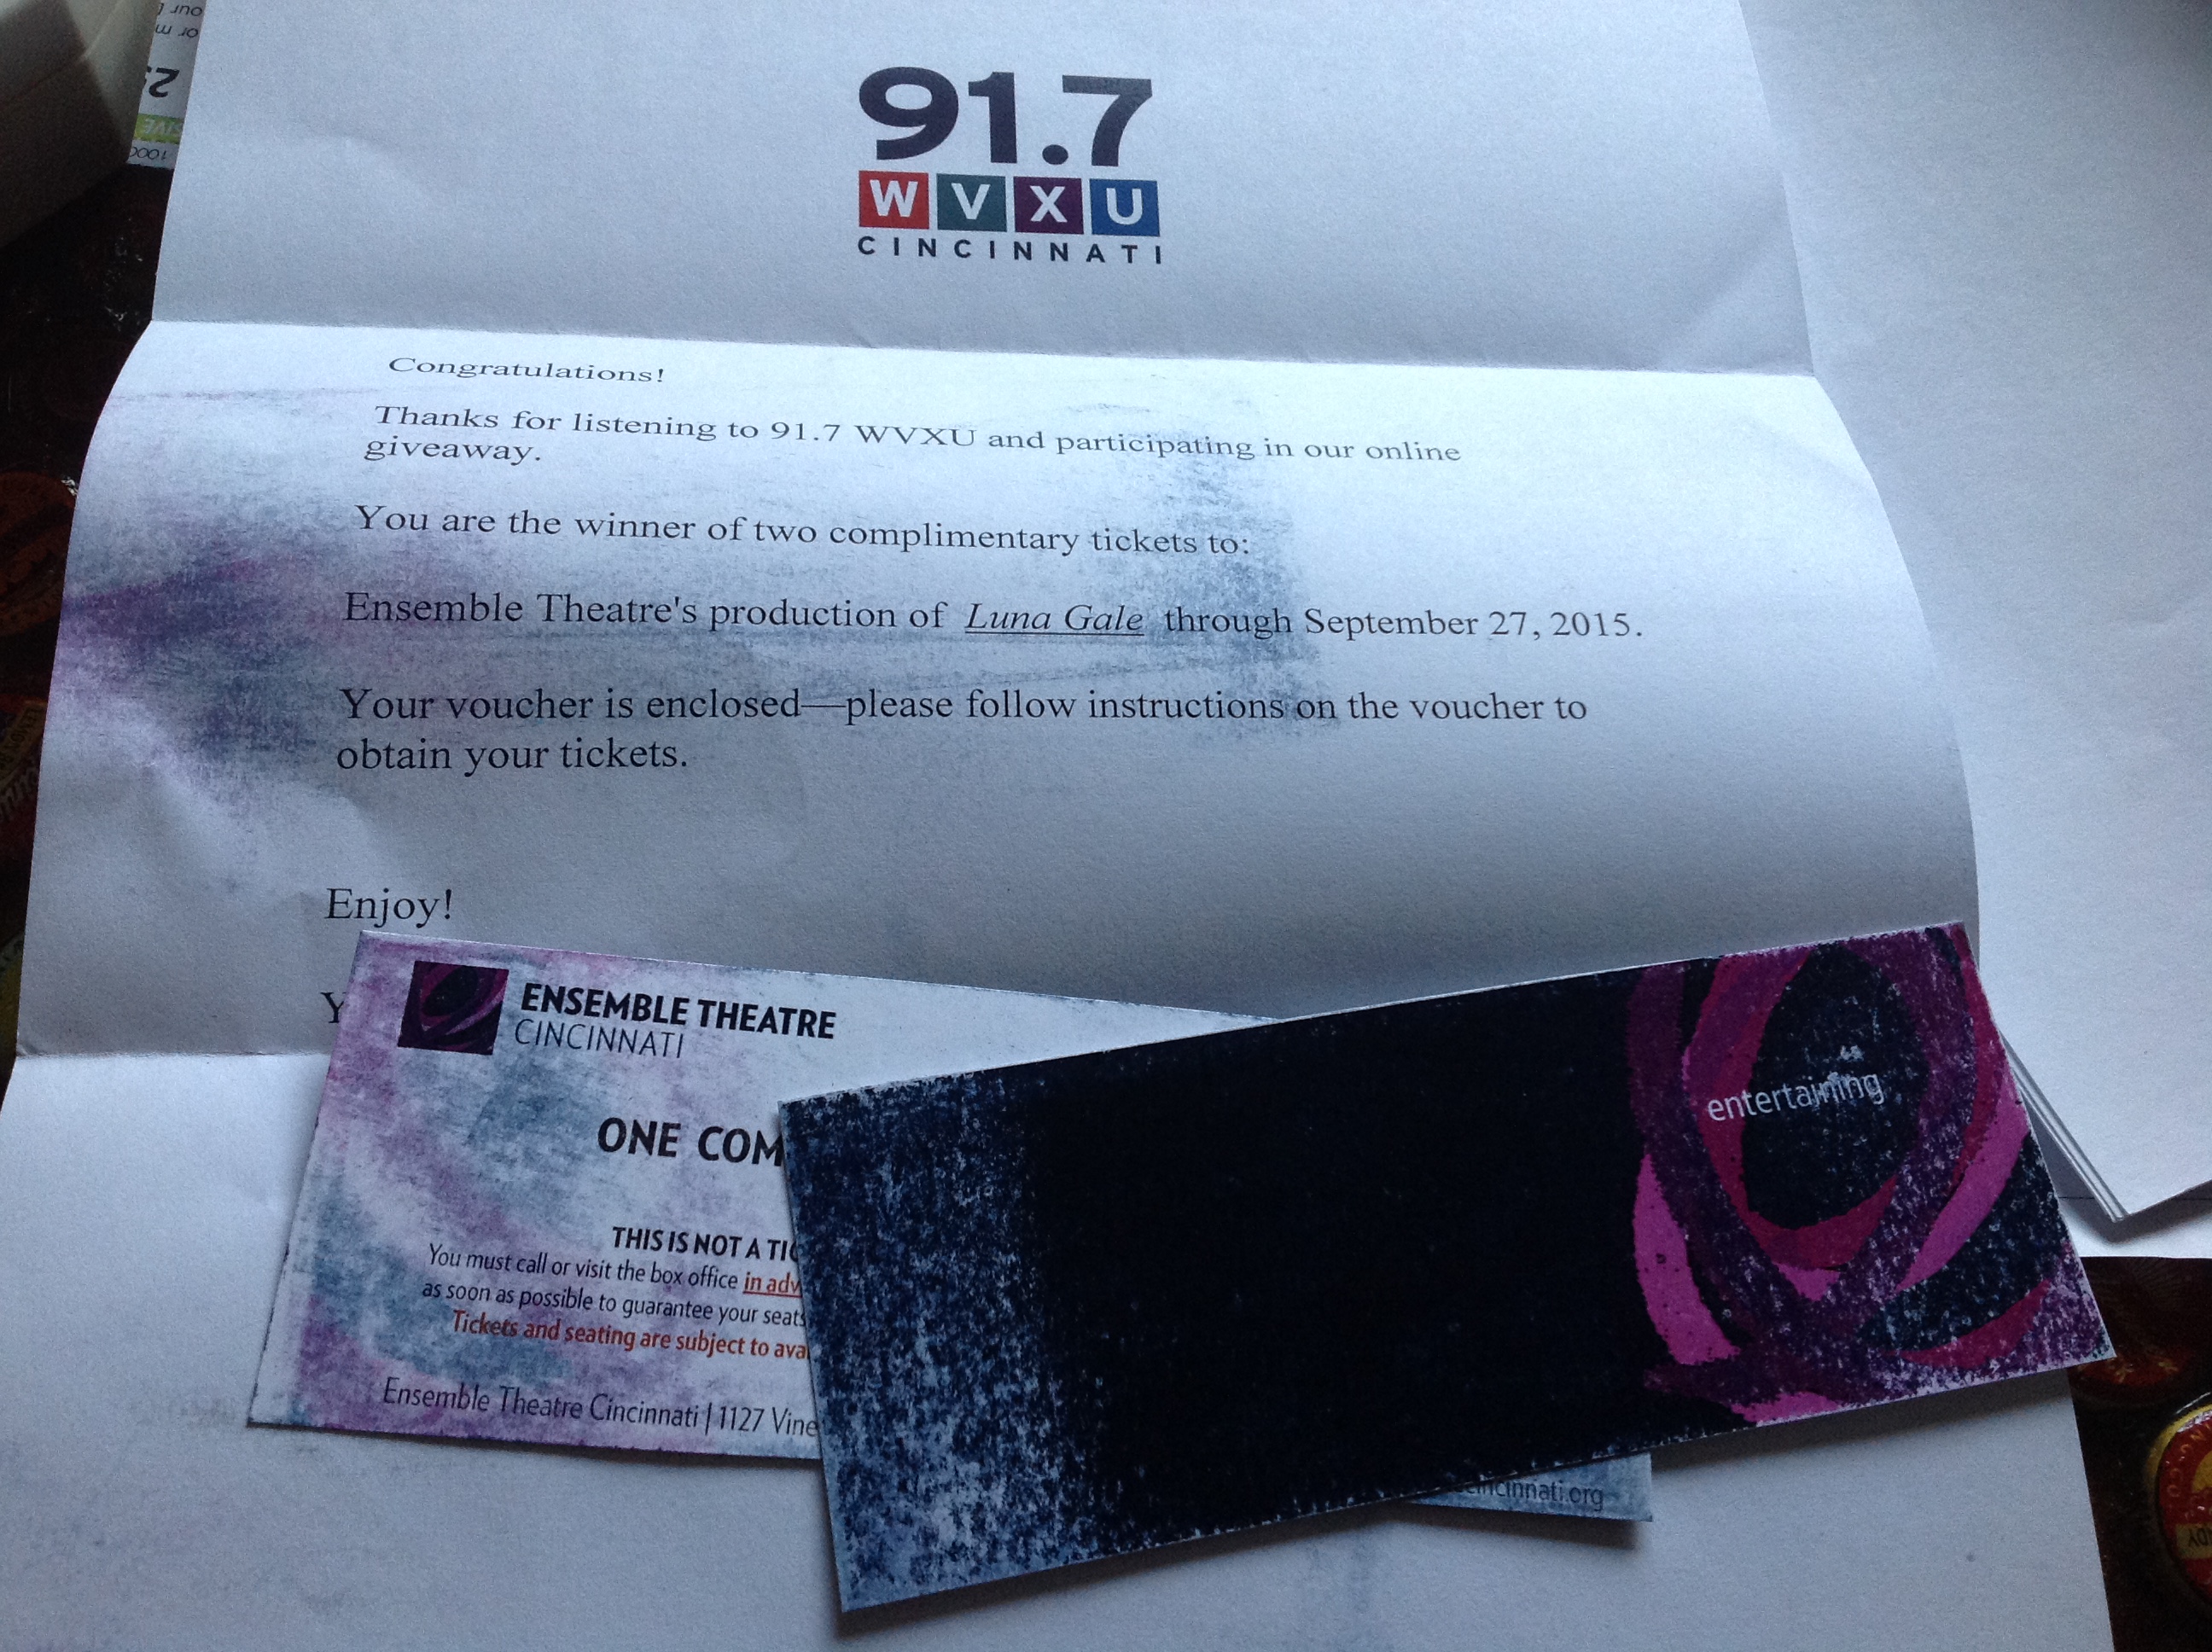 91.7
WVXU
CINCINNATI
Congratulations!
Thanks for listening to 91.7 WVXU and participating in our online
giveaway.
You are the winner of two complimentary tickets to:
Ensemble Theatre's production of Luna Gale through September 27, 2015.
Your voucher is enclosed—please follow instructions on the voucher to
obtain your tickets.
Enjoy!
Y
ENSEMBLE THEATRE
CINCINNATI
ONE COM
THIS IS NOT A TIC
You must call or visit the box office in adv
as soon as possible to guarantee your seats
Tickets and seating are subject to ava
Ensemble Theatre Cincinnati | 1127 Vine
cincinnati.org
entertaining